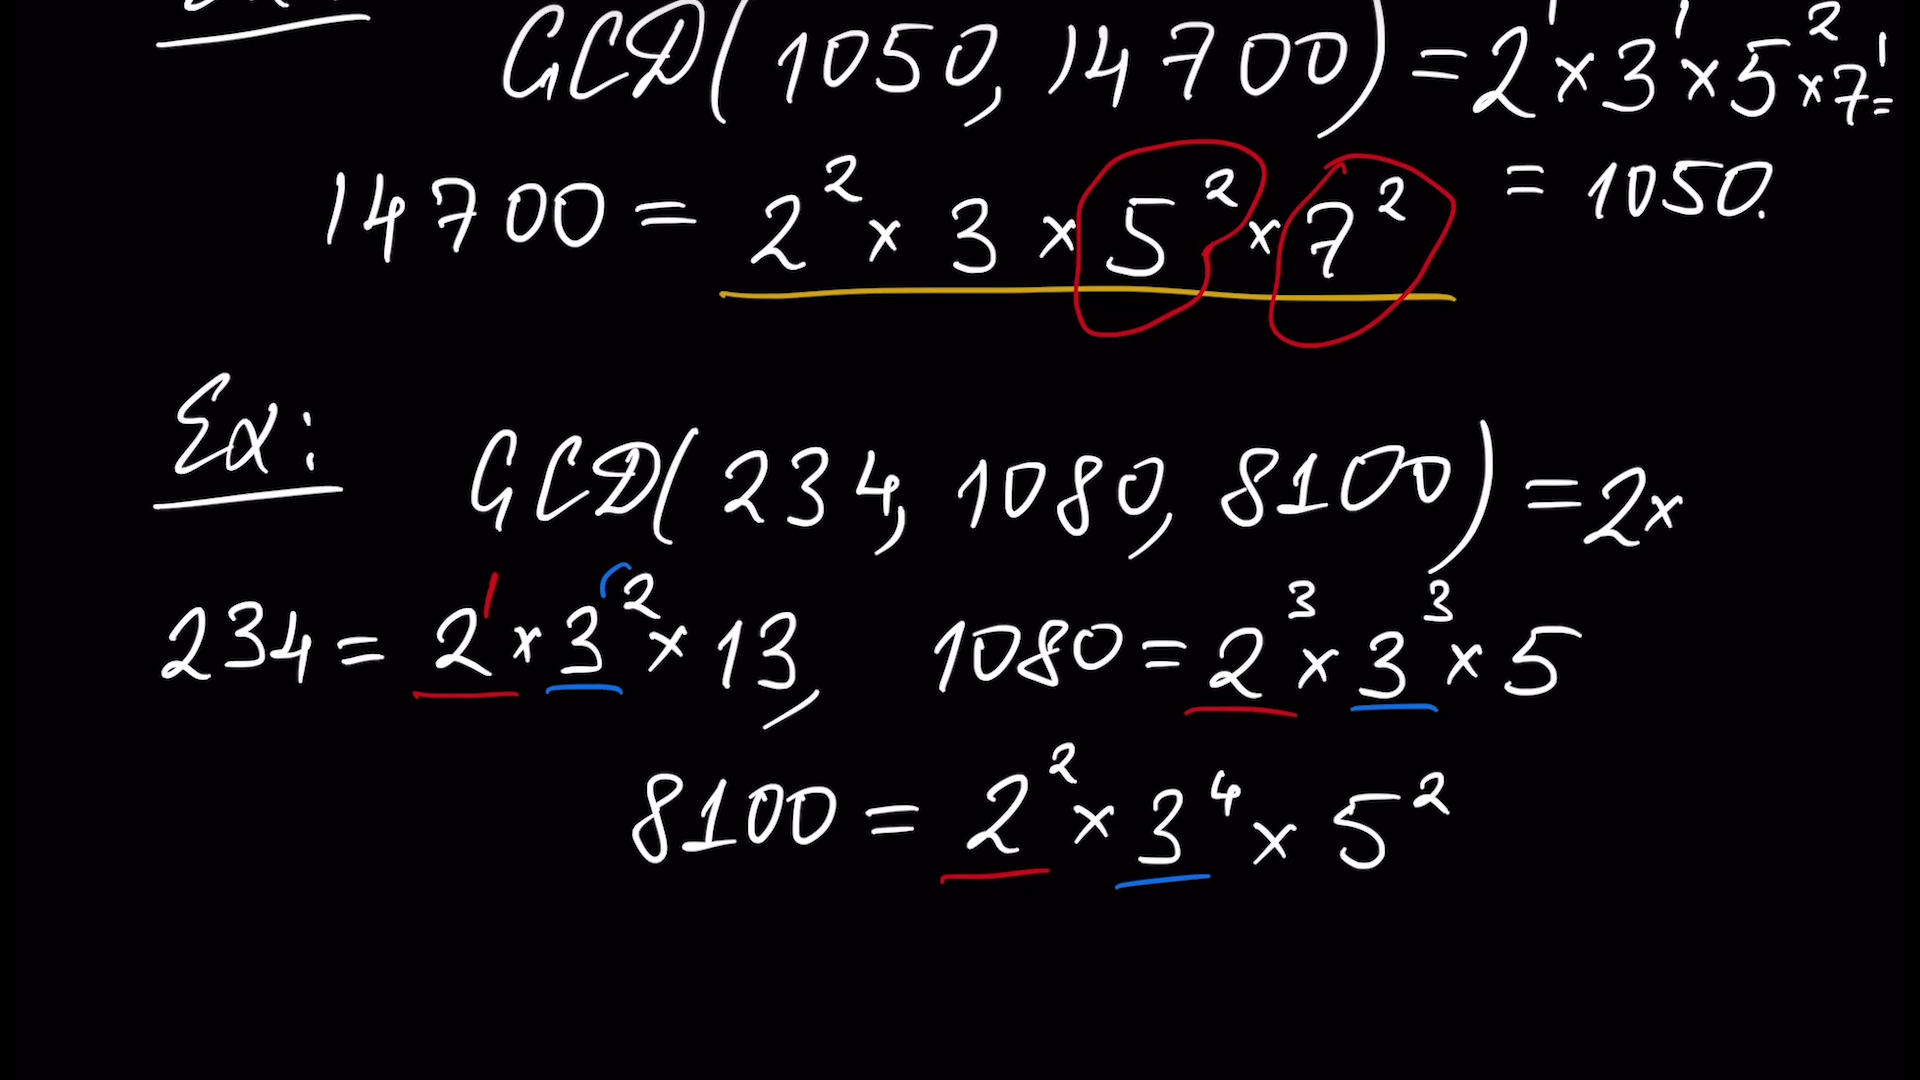 GCD(1050, 14700) = 2¹ × 3¹ × 5² × 7¹ =
= 1050.
14700 = 2² × 3 × 5² × 7²
Ex:
GCD(234, 1080, 8100) = 2×
234 = 2¹ × 3² × 13, 1080 = 2³ × 3³ × 5
8100 = 2² × 3⁴ × 5²